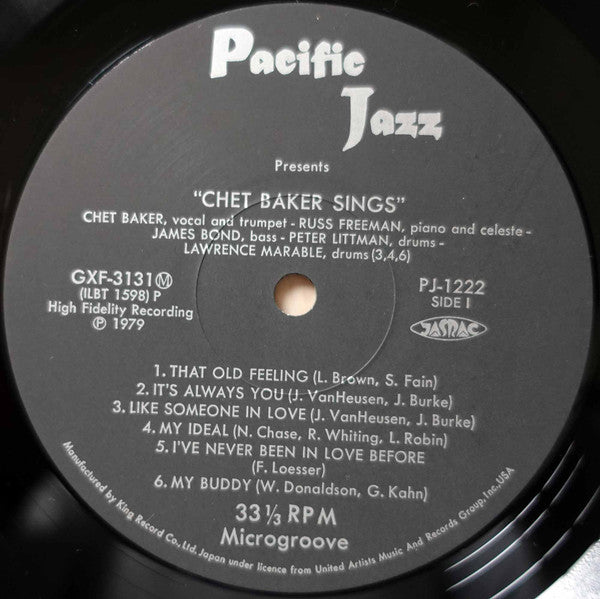 Pacific
Jazz
Presents
"CHET BAKER SINGS"
CHET BAKER, vocal and trumpet - RUSS FREEMAN, piano and celeste -
JAMES BOND, bass - PETER LITTMAN, drums -
LAWRENCE MARABLE, drums (3,4,6)
GXF-3131 Ⓜ
(ILBT 1598) P
High Fidelity Recording
℗ 1979
PJ-1222
SIDE I
JASRAC
1. THAT OLD FEELING (L. Brown, S. Fain)
2. IT'S ALWAYS YOU (J. VanHeusen, J. Burke)
3. LIKE SOMEONE IN LOVE (J. VanHeusen, J. Burke)
4. MY IDEAL (N. Chase, R. Whiting, L. Robin)
5. I'VE NEVER BEEN IN LOVE BEFORE
(F. Loesser)
6. MY BUDDY (W. Donaldson, G. Kahn)
33 1/3 RPM
Microgroove
Manufactured by King Record Co., Ltd. Japan under licence from United Artists Music And Records Group, Inc., USA